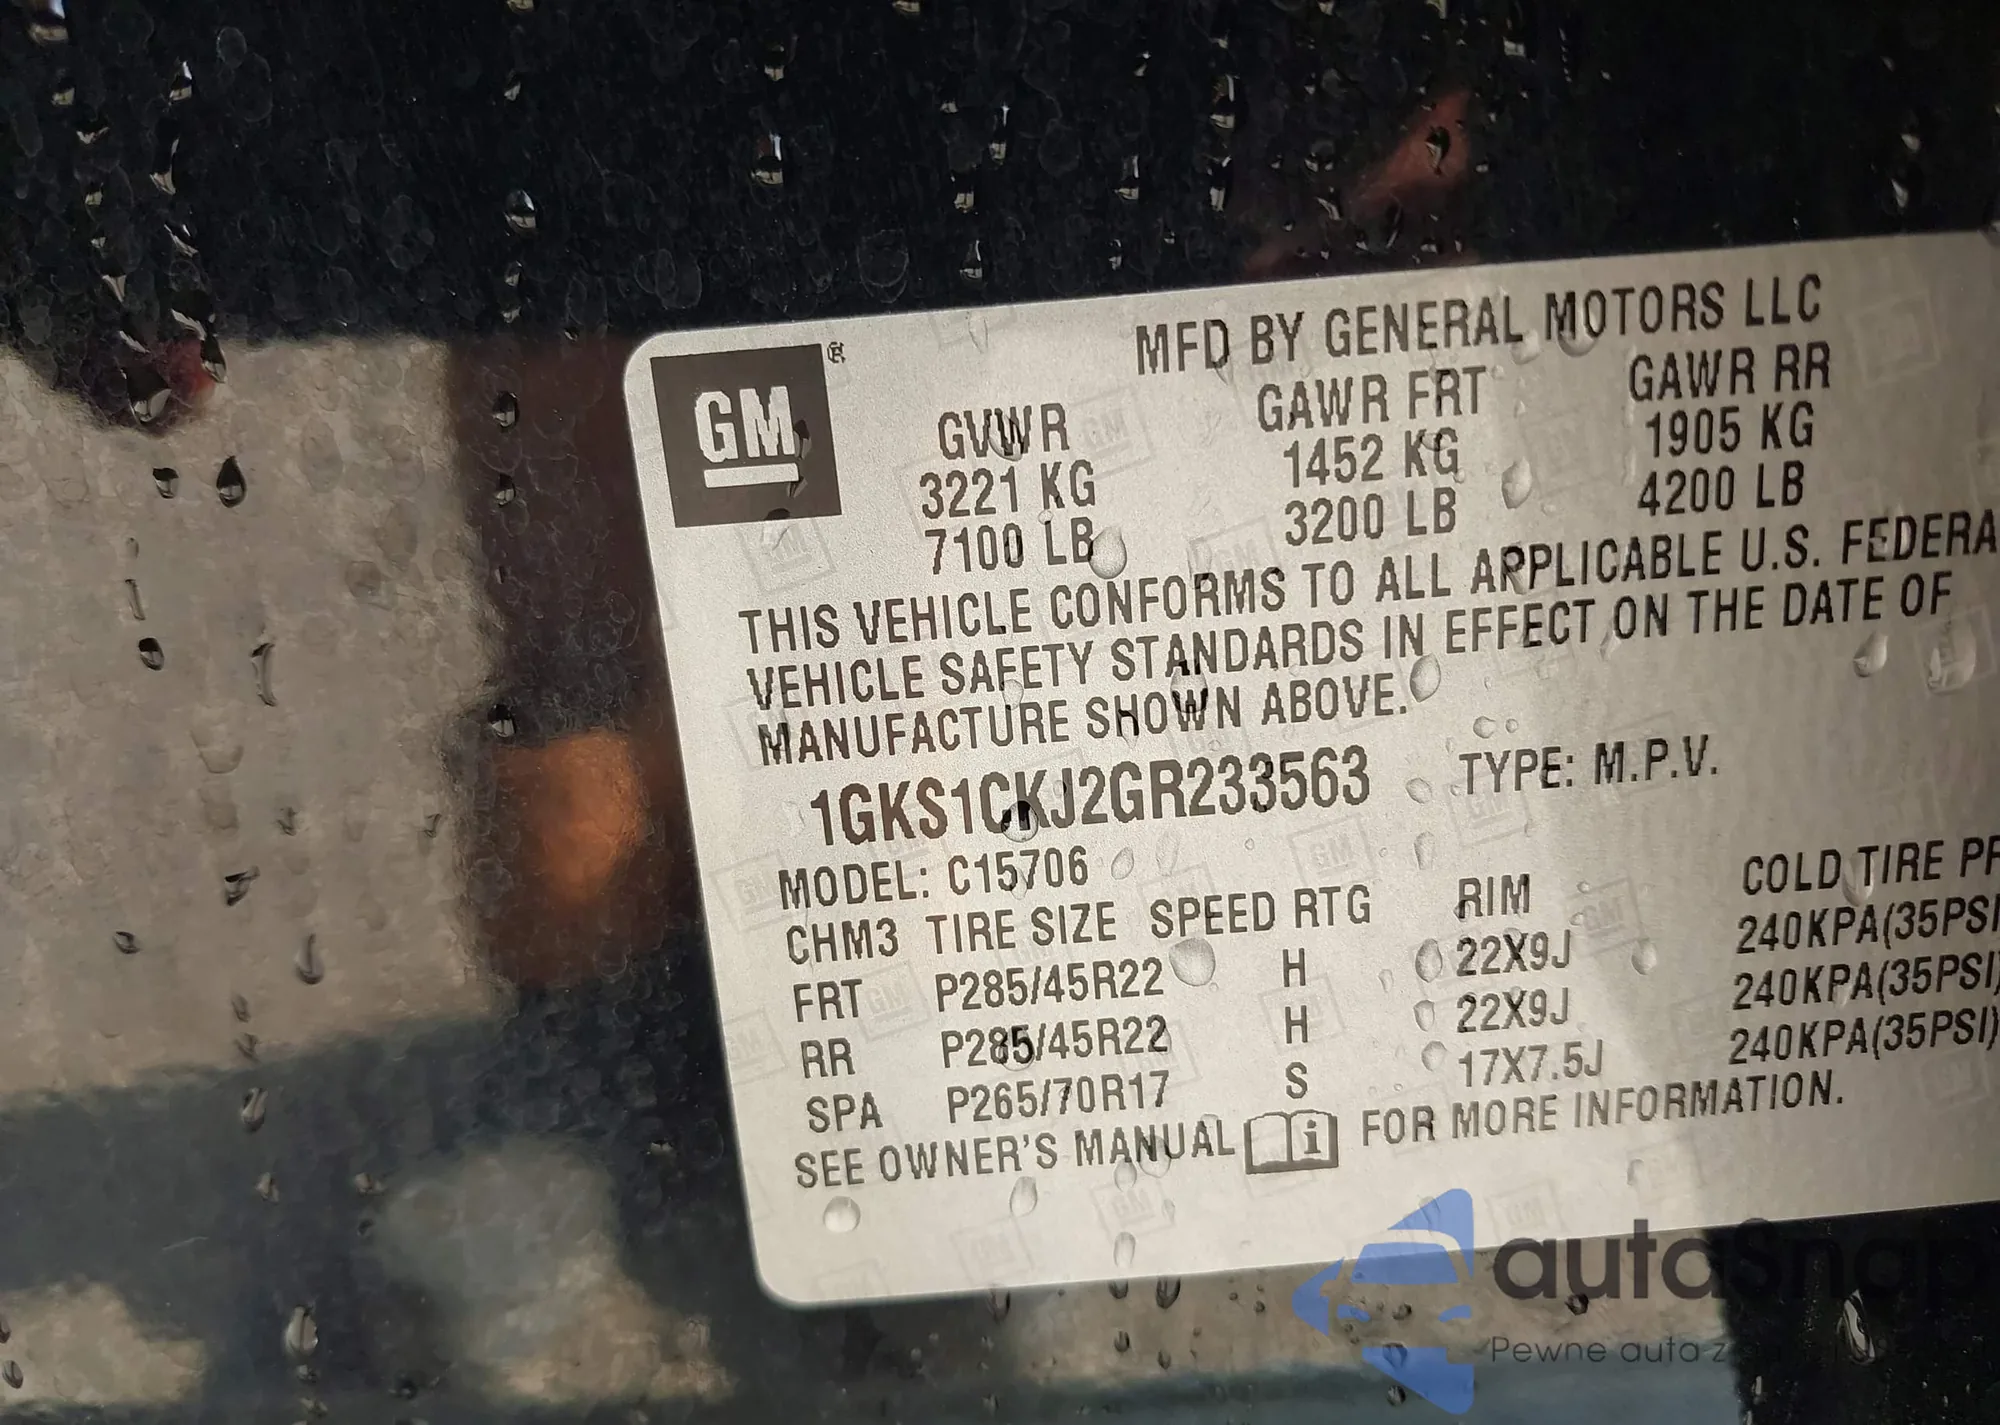 MFD BY GENERAL MOTORS LLC
GM ®
GVWR GAWR FRT GAWR RR
3221 KG 1452 KG 1905 KG
7100 LB 3200 LB 4200 LB
THIS VEHICLE CONFORMS TO ALL APPLICABLE U.S. FEDERA
VEHICLE SAFETY STANDARDS IN EFFECT ON THE DATE OF
MANUFACTURE SHOWN ABOVE.
1GKS1CKJ2GR233563 TYPE: M.P.V.
MODEL: C15706
CHM3 TIRE SIZE SPEED RTG RIM COLD TIRE PR
FRT P285/45R22 H 22X9J 240KPA(35PSI
RR P285/45R22 H 22X9J 240KPA(35PSI)
SPA P265/70R17 S 17X7.5J 240KPA(35PSI)
SEE OWNER'S MANUAL i FOR MORE INFORMATION.
autaSnap
Pewne auta z